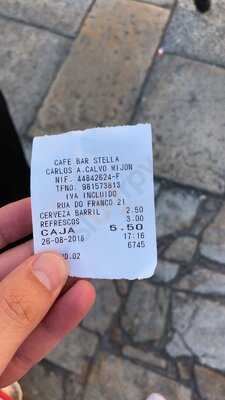 CAFE BAR STELLA
CARLOS A.CALVO MIJON
NIF. 44842624-F
TFNO. 981573813
IVA INCLUIDO
RUA DO FRANCO 21
CERVEZA BARRIL 2.50
REFRESCOS 3.00
CAJA 5.50
26-08-2018 17:16
6745